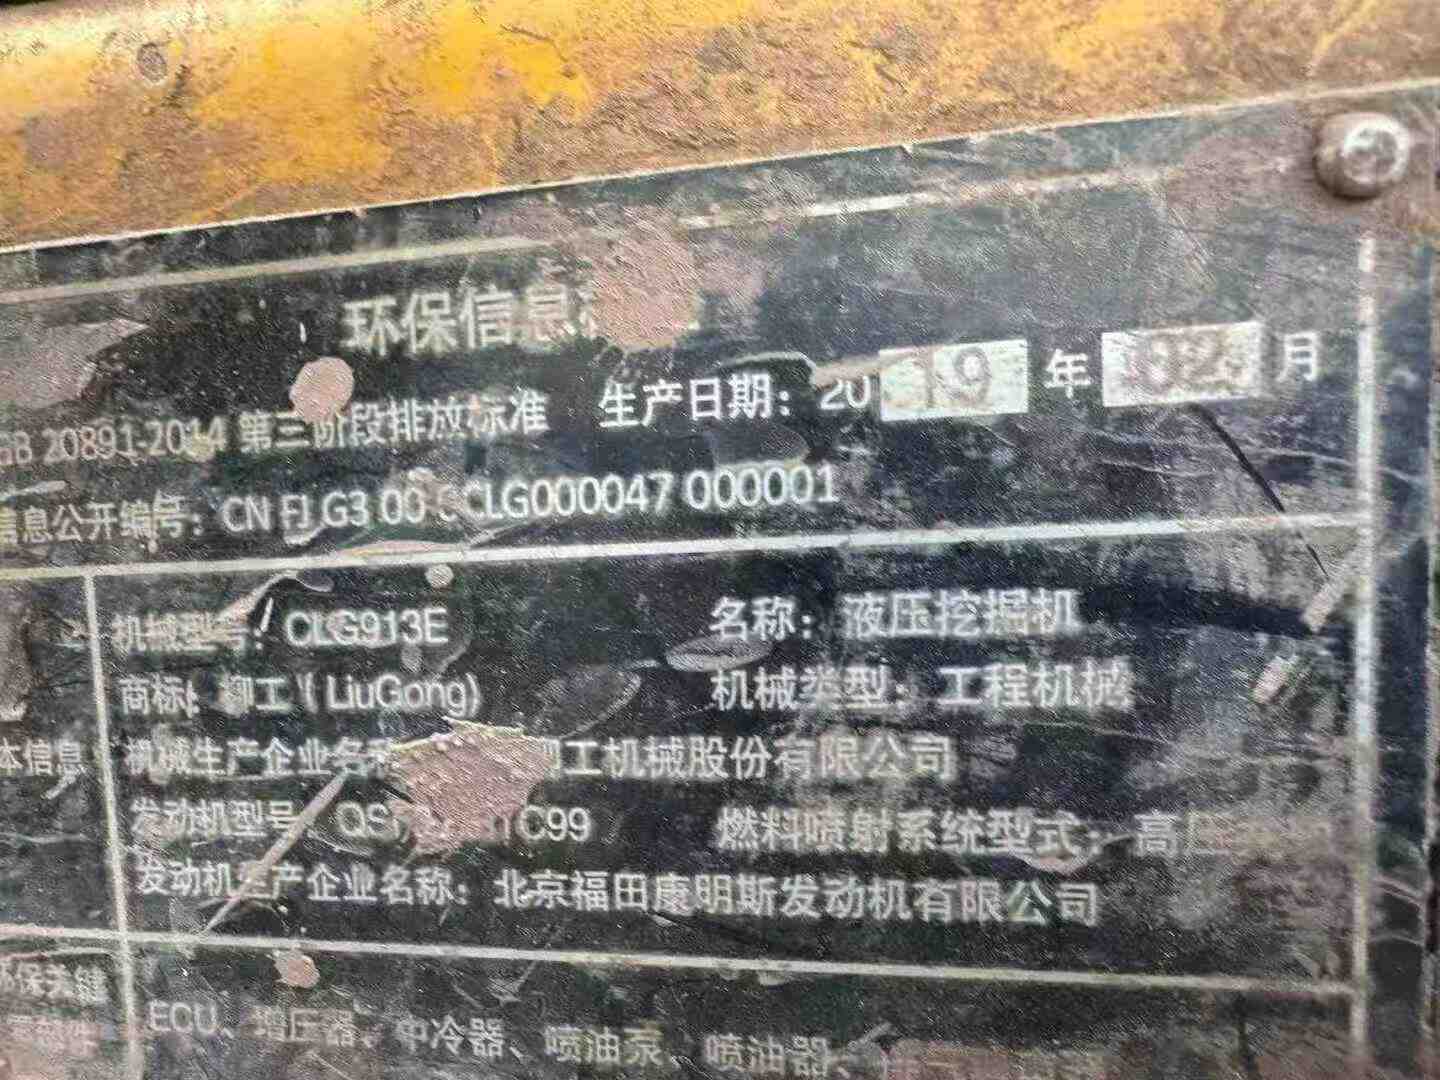 环保信息
GB 20891-2014 第三阶段排放标准 生产日期：20 9 年 月
信息公开编号：CN FJ G3 00 CLG000047 000001
机械型号：CLG913E 名称：液压挖掘机
商标：柳工（LiuGong) 机械类型：工程机械
本信息
机械生产企业名称 柳工机械股份有限公司
发动机型号： QS C99 燃料喷射系统型式：高压
发动机生产企业名称：北京福田康明斯发动机有限公司
环保关键
ECU、增压器、中冷器、喷油泵、喷油器、